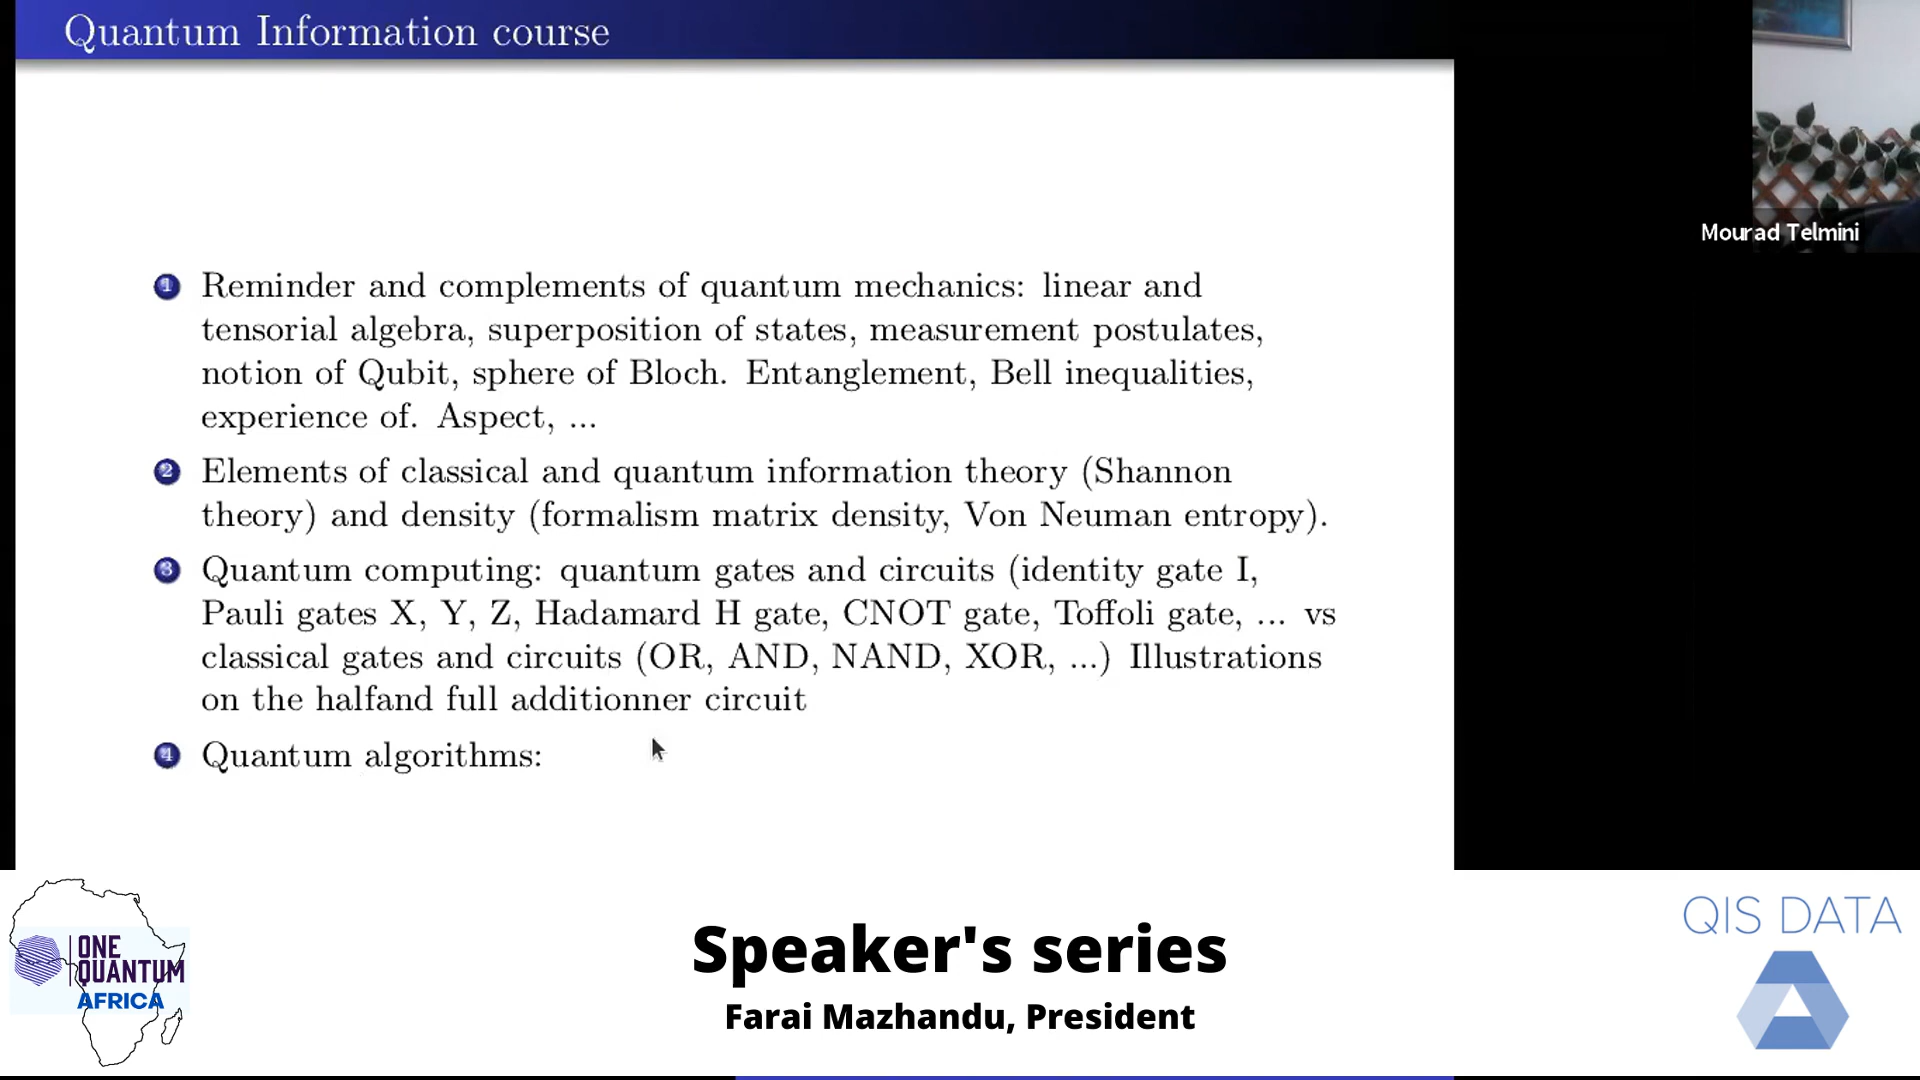 Quantum Information course
Mourad Telmini
1 Reminder and complements of quantum mechanics: linear and
tensorial algebra, superposition of states, measurement postulates,
notion of Qubit, sphere of Bloch. Entanglement, Bell inequalities,
experience of. Aspect, ...
2 Elements of classical and quantum information theory (Shannon
theory) and density (formalism matrix density, Von Neuman entropy).
3 Quantum computing: quantum gates and circuits (identity gate I,
Pauli gates X, Y, Z, Hadamard H gate, CNOT gate, Toffoli gate, ... vs
classical gates and circuits (OR, AND, NAND, XOR, ...) Illustrations
on the halfand full additionner circuit
4 Quantum algorithms:
ONE
QUANTUM
AFRICA
Speaker's series
Farai Mazhandu, President
QIS DATA